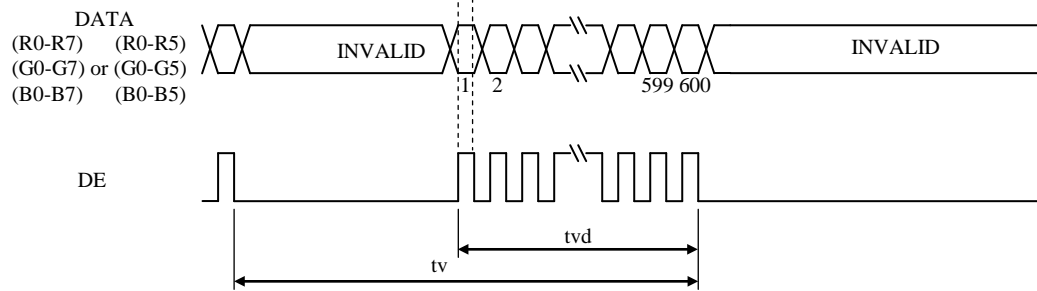 DATA
(R0-R7) (R0-R5)
(G0-G7) or (G0-G5)
(B0-B7) (B0-B5)
INVALID
INVALID
1 2 599 600
DE
tvd
tv